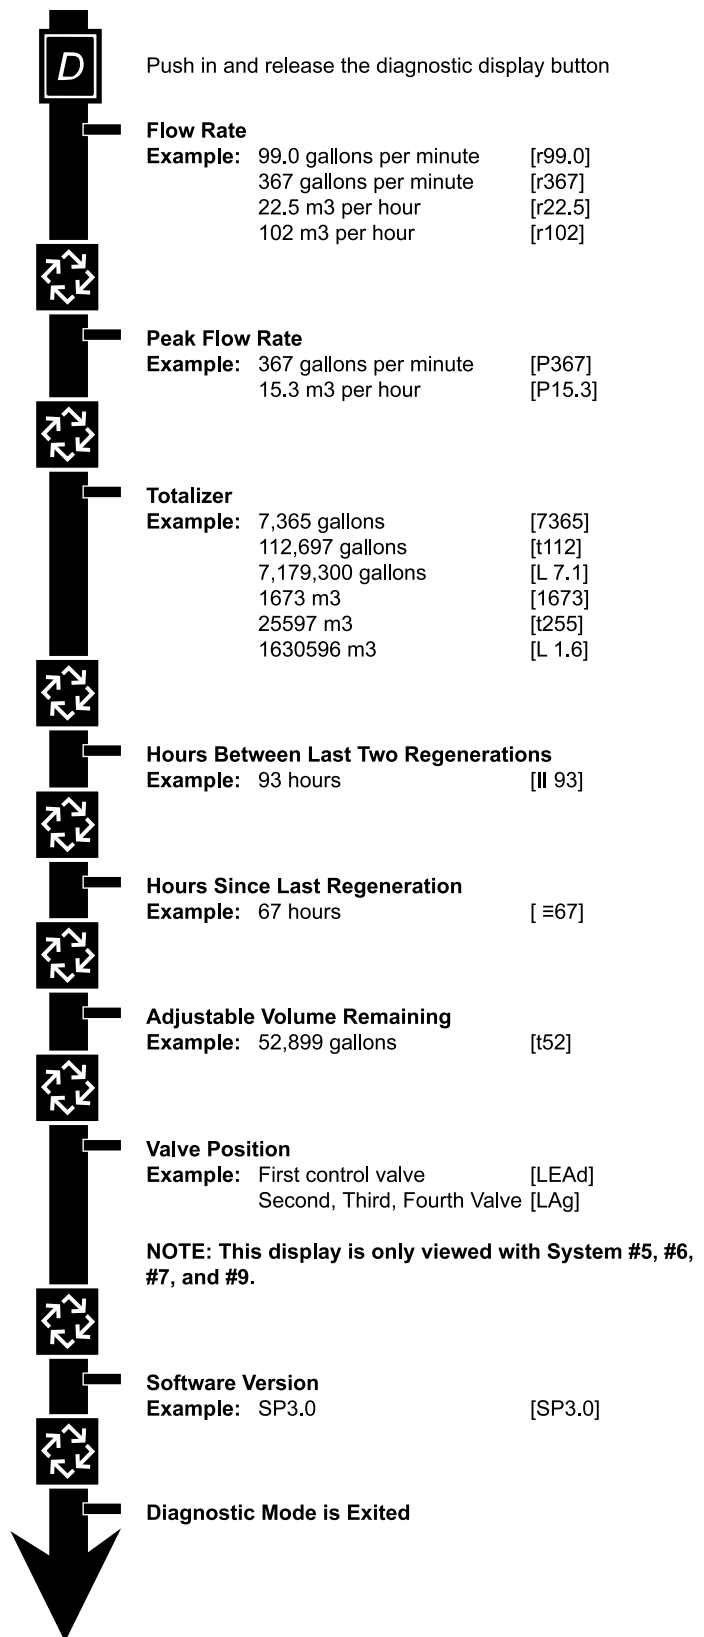 D
Push in and release the diagnostic display button
Flow Rate
Example: 99.0 gallons per minute [r99.0]
367 gallons per minute [r367]
22.5 m3 per hour [r22.5]
102 m3 per hour [r102]
Peak Flow Rate
Example: 367 gallons per minute [P367]
15.3 m3 per hour [P15.3]
Totalizer
Example: 7,365 gallons [7365]
112,697 gallons [t112]
7,179,300 gallons [L 7.1]
1673 m3 [1673]
25597 m3 [t255]
1630596 m3 [L 1.6]
Hours Between Last Two Regenerations
Example: 93 hours [II 93]
Hours Since Last Regeneration
Example: 67 hours [ ≡67]
Adjustable Volume Remaining
Example: 52,899 gallons [t52]
Valve Position
Example: First control valve [LEAd]
Second, Third, Fourth Valve [LAg]
NOTE: This display is only viewed with System #5, #6,
#7, and #9.
Software Version
Example: SP3.0 [SP3.0]
Diagnostic Mode is Exited